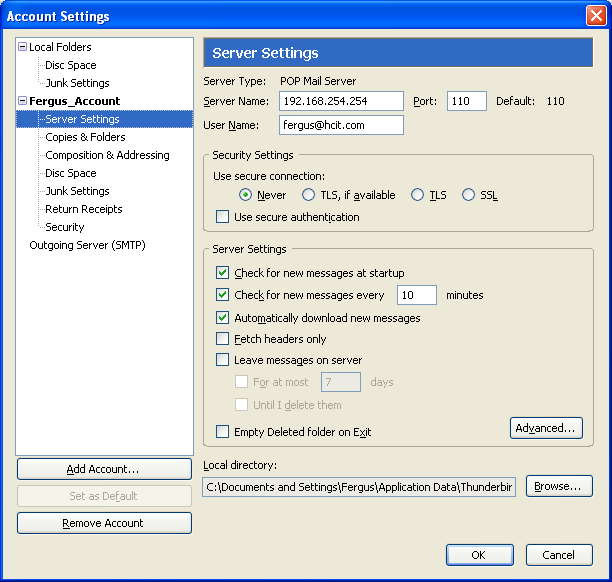 Account Settings
Local Folders
Disc Space
Junk Settings
Fergus_Account
Server Settings
Copies & Folders
Composition & Addressing
Disc Space
Junk Settings
Return Receipts
Security
Outgoing Server (SMTP)
Add Account...
Set as Default
Remove Account
Server Settings
Server Type: POP Mail Server
Server Name: 192.168.254.254 Port: 110 Default: 110
User Name: fergus@hcit.com
Security Settings
Use secure connection:
Never TLS, if available TLS SSL
Use secure authentication
Server Settings
Check for new messages at startup
Check for new messages every 10 minutes
Automatically download new messages
Fetch headers only
Leave messages on server
For at most 7 days
Until I delete them
Empty Deleted folder on Exit
Advanced...
Local directory:
C:\Documents and Settings\Fergus\Application Data\Thunderbir
Browse...
OK Cancel